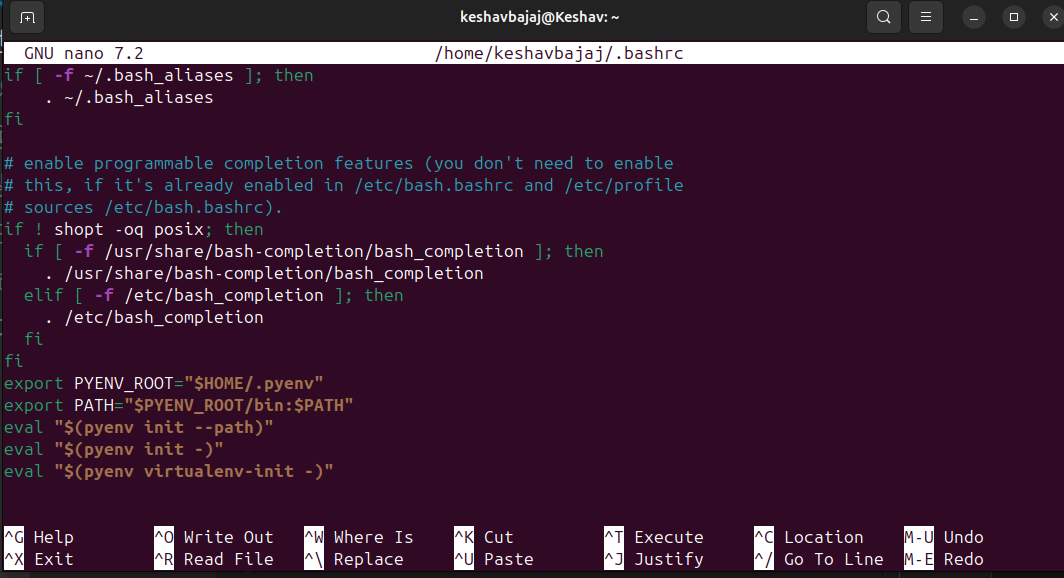 keshavbajaj@Keshav: ~
GNU nano 7.2 /home/keshavbajaj/.bashrc
if [ -f ~/.bash_aliases ]; then
    . ~/.bash_aliases
fi

# enable programmable completion features (you don't need to enable
# this, if it's already enabled in /etc/bash.bashrc and /etc/profile
# sources /etc/bash.bashrc).
if ! shopt -oq posix; then
  if [ -f /usr/share/bash-completion/bash_completion ]; then
    . /usr/share/bash-completion/bash_completion
  elif [ -f /etc/bash_completion ]; then
    . /etc/bash_completion
  fi
fi
export PYENV_ROOT="$HOME/.pyenv"
export PATH="$PYENV_ROOT/bin:$PATH"
eval "$(pyenv init --path)"
eval "$(pyenv init -)"
eval "$(pyenv virtualenv-init -)"

^G Help ^O Write Out ^W Where Is ^K Cut ^T Execute ^C Location M-U Undo
^X Exit ^R Read File ^\ Replace ^U Paste ^J Justify ^/ Go To Line M-E Redo